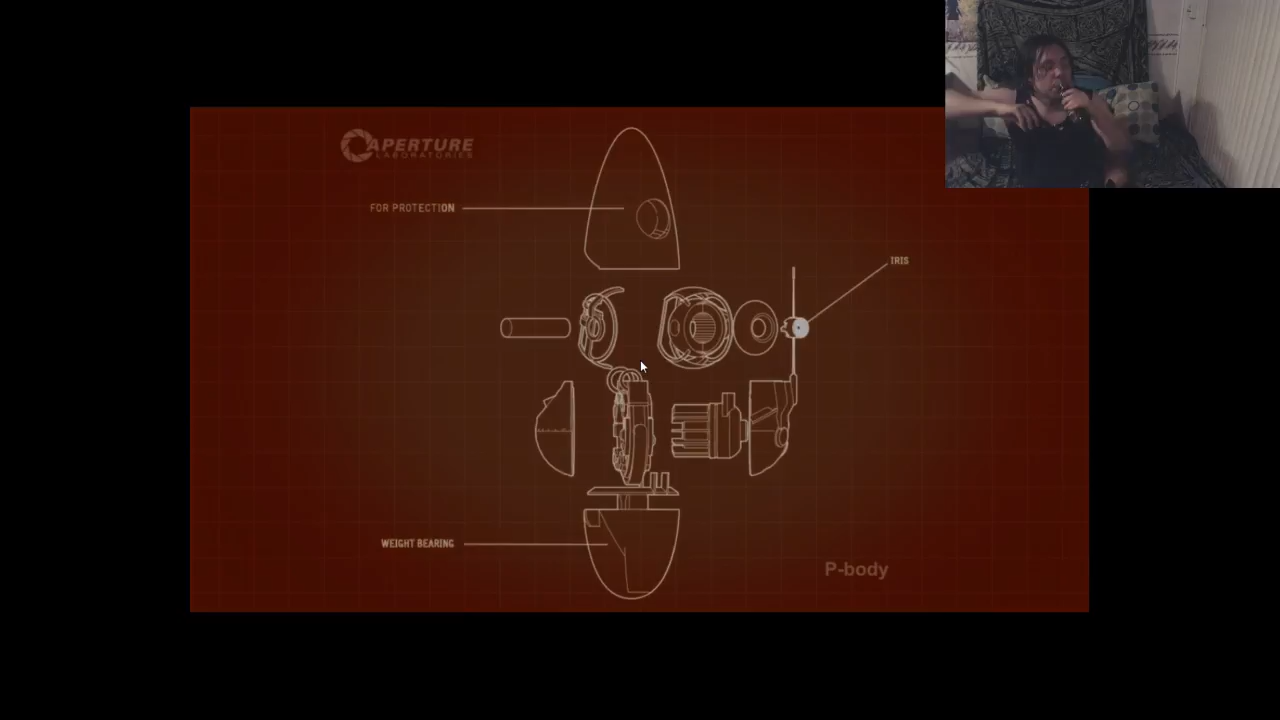 APERTURE
LABORATORIES
FOR PROTECTION
IRIS
WEIGHT BEARING
P-body